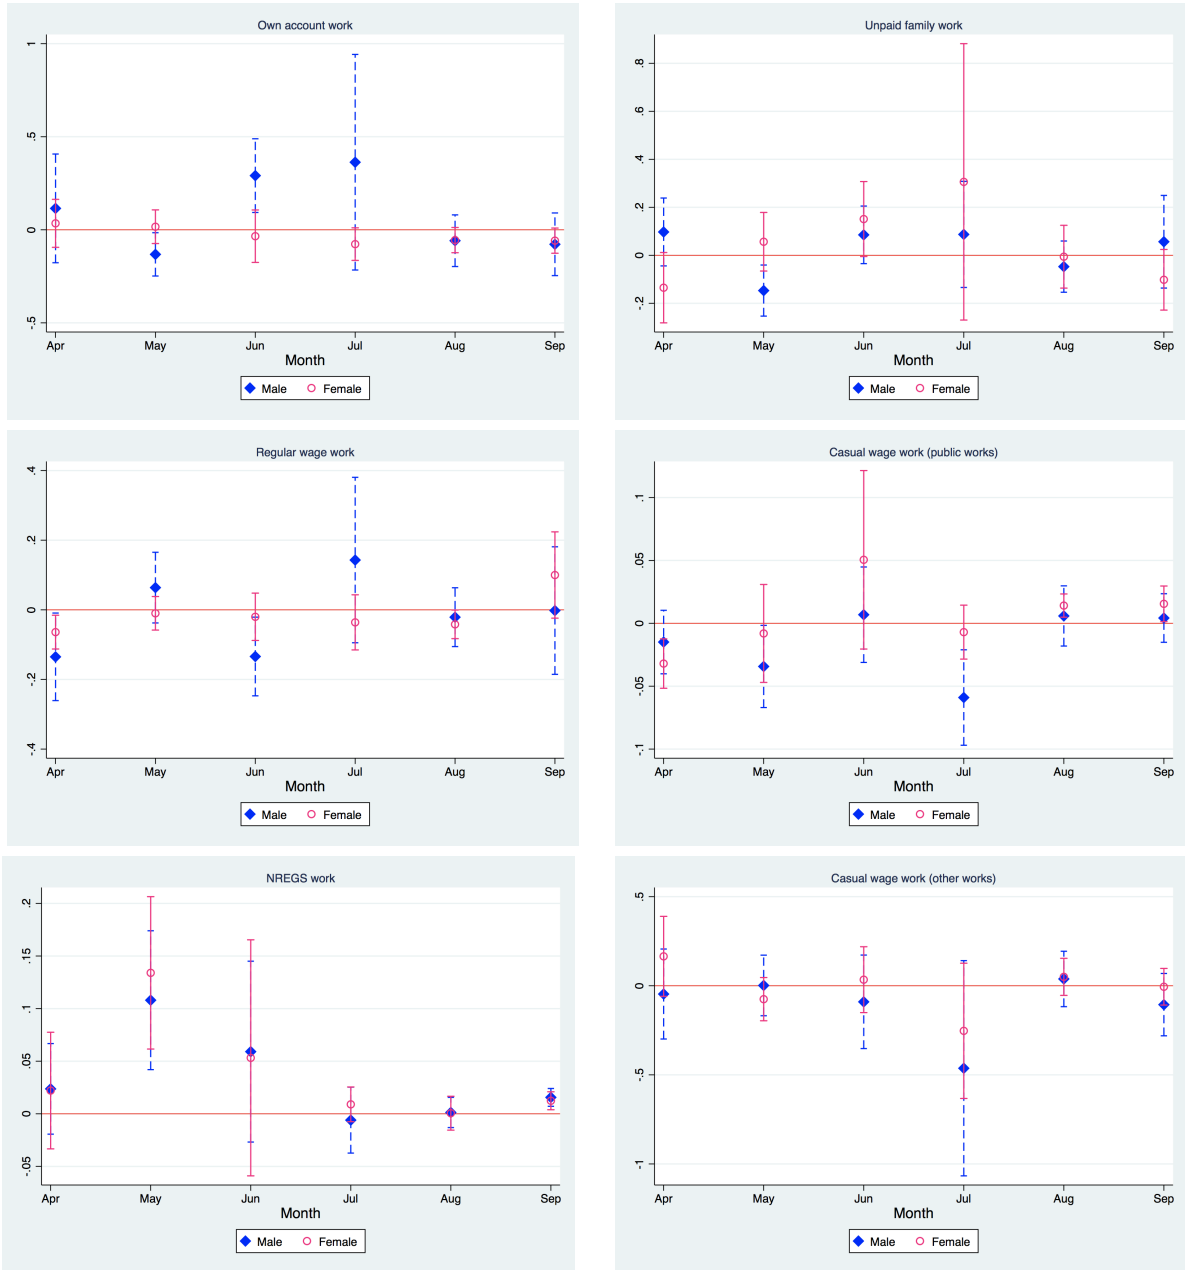 Own account work
1
.5
0
-.5
Apr May Jun Jul Aug Sep
Month
Male Female
Unpaid family work
.8
.6
.4
.2
0
-.2
Apr May Jun Jul Aug Sep
Month
Male Female
Regular wage work
.4
.2
0
-.2
-.4
Apr May Jun Jul Aug Sep
Month
Male Female
Casual wage work (public works)
.1
.05
0
-.05
-.1
Apr May Jun Jul Aug Sep
Month
Male Female
NREGS work
.2
.15
.1
.05
0
-.05
Apr May Jun Jul Aug Sep
Month
Male Female
Casual wage work (other works)
.5
0
-.5
-1
Apr May Jun Jul Aug Sep
Month
Male Female